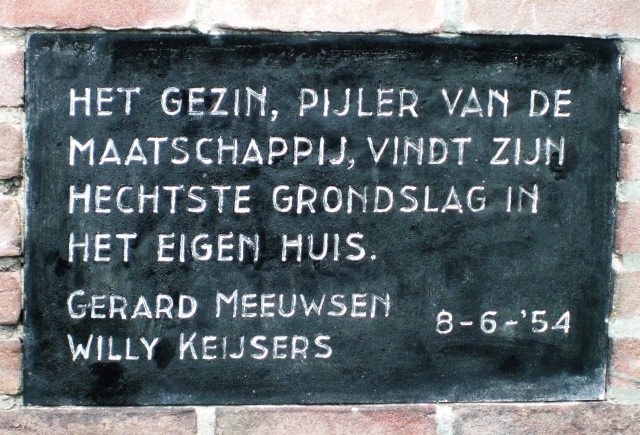 HET GEZIN, PIJLER VAN DE
MAATSCHAPPIJ, VINDT ZIJN
HECHTSTE GRONDSLAG IN
HET EIGEN HUIS.
GERARD MEEUWSEN
8-6-'54
WILLY KEIJSERS